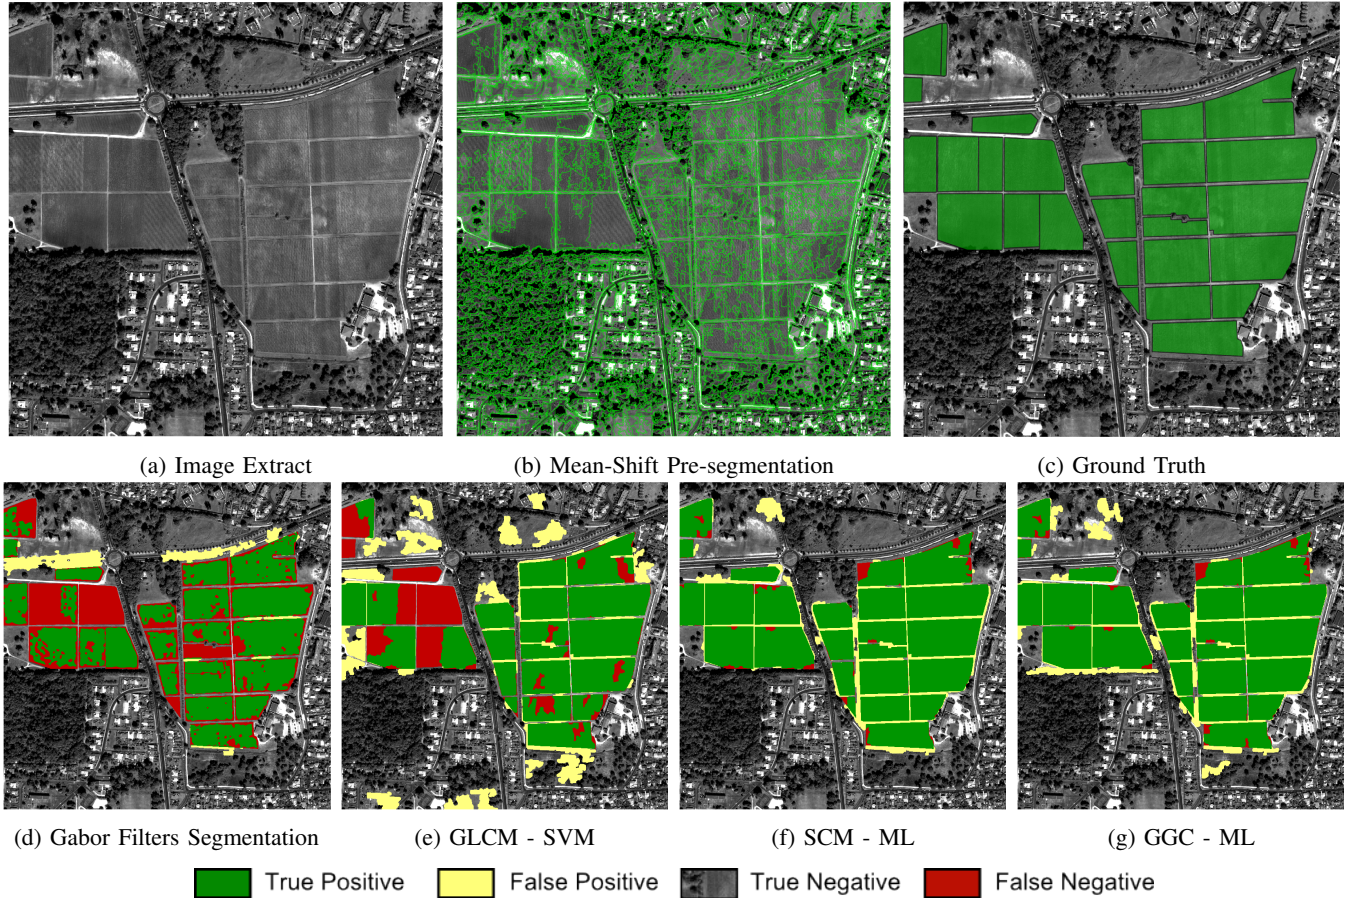 (a) Image Extract
(b) Mean-Shift Pre-segmentation
(c) Ground Truth
(d) Gabor Filters Segmentation
(e) GLCM - SVM
(f) SCM - ML
(g) GGC - ML
True Positive
False Positive
True Negative
False Negative